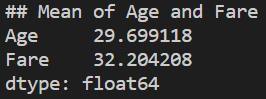 ## Mean of Age and Fare
Age     29.699118
Fare    32.204208
dtype: float64